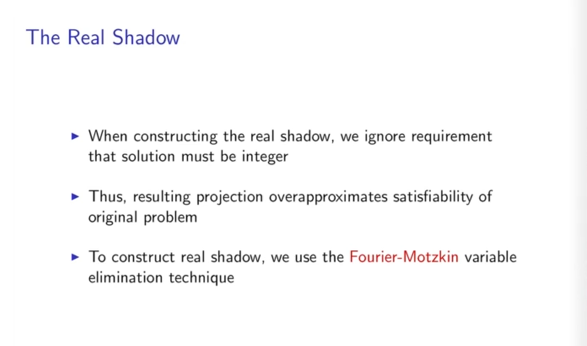 The Real Shadow
▶ When constructing the real shadow, we ignore requirement
that solution must be integer
▶ Thus, resulting projection overapproximates satisfiability of
original problem
▶ To construct real shadow, we use the Fourier-Motzkin variable
elimination technique